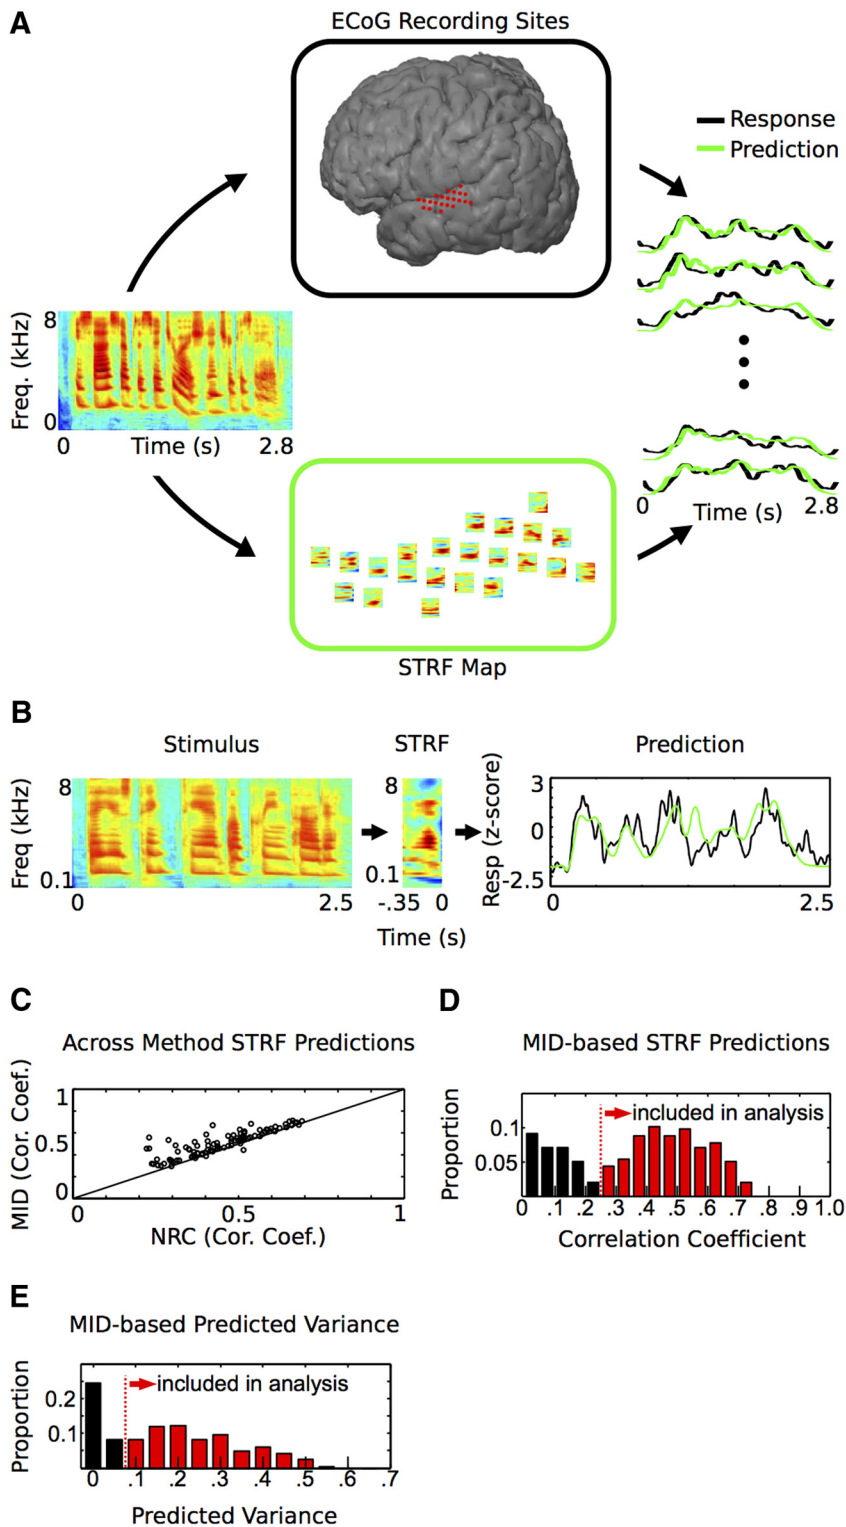 A
ECoG Recording Sites
Response
Prediction
8
Freq. (kHz)
0
0
Time (s)
2.8
0
Time (s)
2.8
STRF Map
B
Stimulus
STRF
Prediction
8
Freq (kHz)
0.1
0
2.5
8
0.1
-.35
0
Time (s)
Resp (z-score)
3
0
-2.5
0
2.5
C
Across Method STRF Predictions
MID (Cor. Coef.)
1
0.5
0
0
0.5
1
NRC (Cor. Coef.)
D
MID-based STRF Predictions
included in analysis
Proportion
0.1
0.05
0 .1 .2 .3 .4 .5 .6 .7 .8 .9 1.0
Correlation Coefficient
E
MID-based Predicted Variance
included in analysis
Proportion
0.2
0.1
0 .1 .2 .3 .4 .5 .6 .7
Predicted Variance